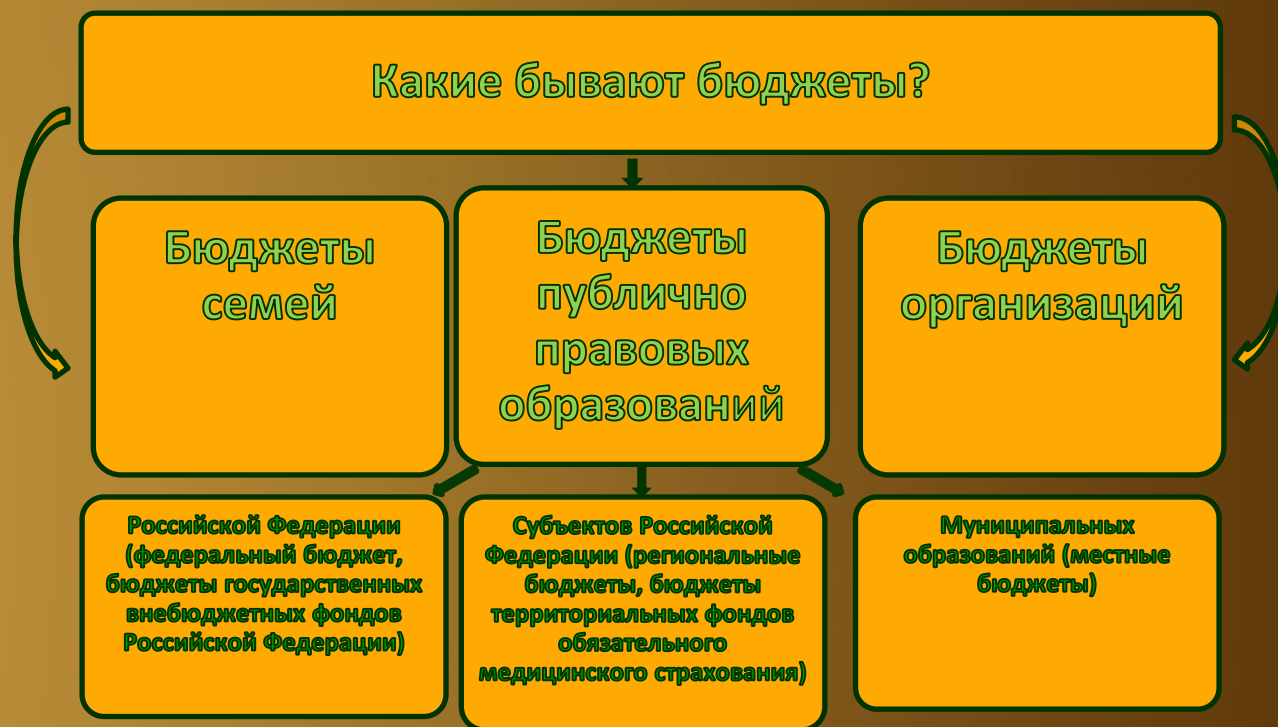 Какие бывают бюджеты?
Бюджеты
семей
Бюджеты
публично
правовых
образований
Бюджеты
организаций
Российской Федерации
(федеральный бюджет,
бюджеты государственных
внебюджетных фондов
Российской Федерации)
Субъектов Российской
Федерации (региональные
бюджеты, бюджеты
территориальных фондов
обязательного
медицинского страхования)
Муниципальных
образований (местные
бюджеты)